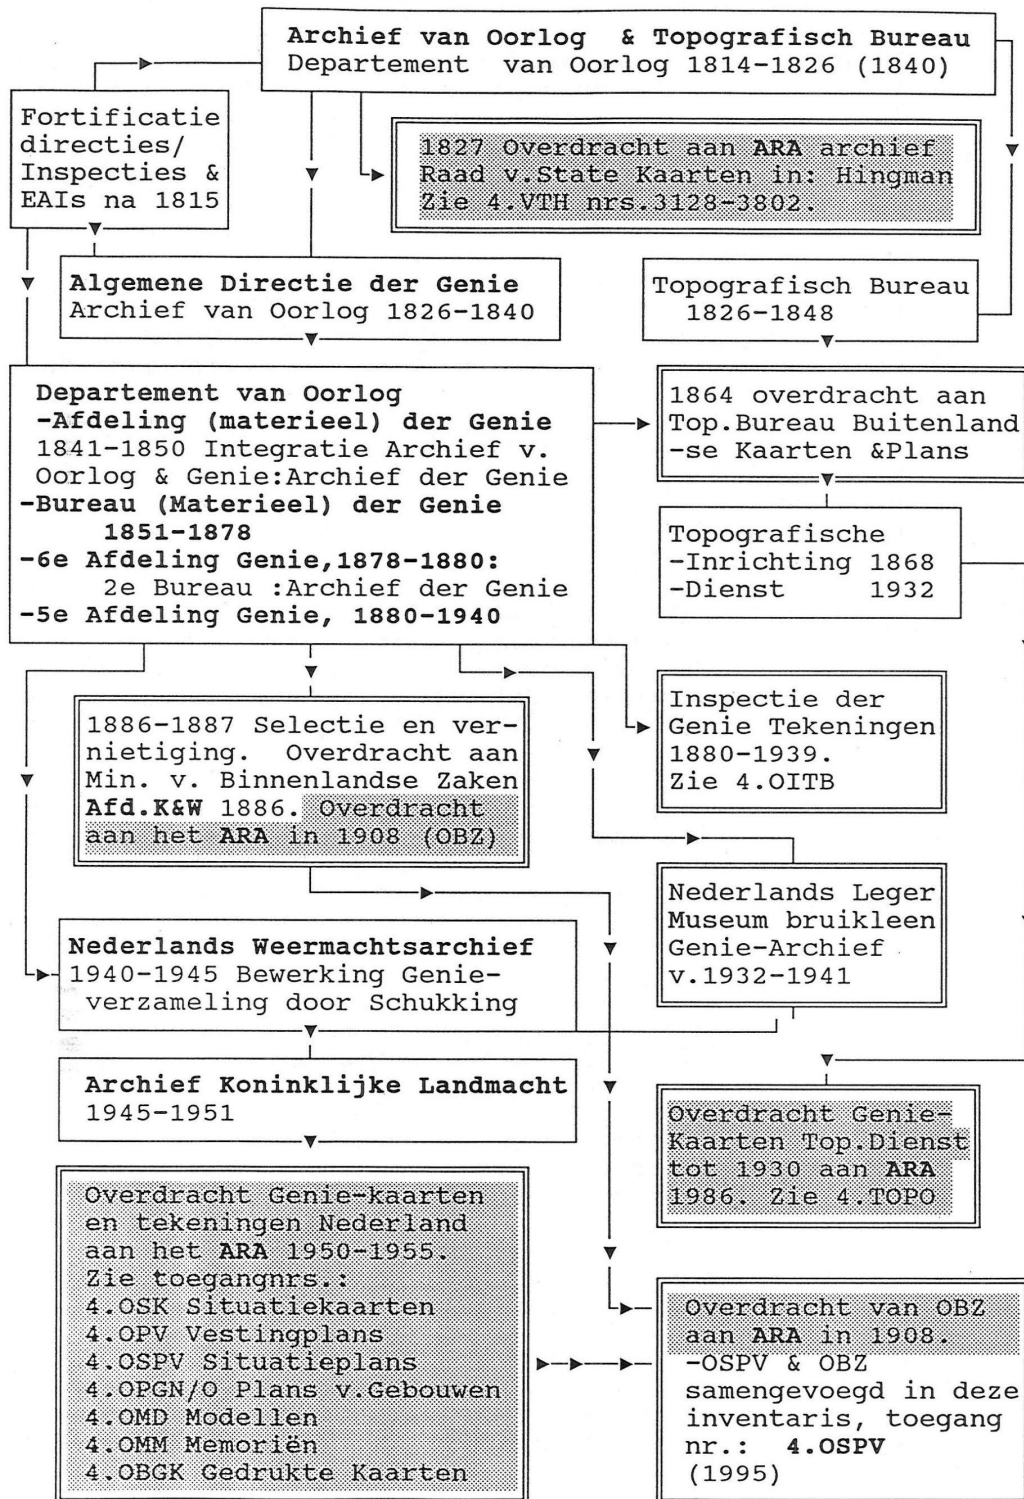 Archief van Oorlog & Topografisch Bureau
Departement van Oorlog 1814-1826 (1840)
Fortificatie
directies/
Inspecties &
EAIs na 1815
1827 Overdracht aan ARA archief
Raad v.State Kaarten in: Hingman
Zie 4.VTH nrs.3128-3802.
Algemene Directie der Genie
Archief van Oorlog 1826-1840
Topografisch Bureau
1826-1848
Departement van Oorlog
-Afdeling (materieel) der Genie
1841-1850 Integratie Archief v.
Oorlog & Genie:Archief der Genie
-Bureau (Materieel) der Genie
1851-1878
-6e Afdeling Genie,1878-1880:
2e Bureau :Archief der Genie
-5e Afdeling Genie, 1880-1940
1864 overdracht aan
Top.Bureau Buitenland
-se Kaarten &Plans
Topografische
-Inrichting 1868
-Dienst 1932
1886-1887 Selectie en ver-
nietiging. Overdracht aan
Min. v. Binnenlandse Zaken
Afd.K&W 1886. Overdracht
aan het ARA in 1908 (OBZ)
Inspectie der
Genie Tekeningen
1880-1939.
Zie 4.OITB
Nederlands Leger
Museum bruikleen
Genie-Archief
v.1932-1941
Nederlands Weermachtsarchief
1940-1945 Bewerking Genie-
verzameling door Schukking
Archief Koninklijke Landmacht
1945-1951
Overdracht Genie-
Kaarten Top.Dienst
tot 1930 aan ARA
1986. Zie 4.TOPO
Overdracht Genie-kaarten
en tekeningen Nederland
aan het ARA 1950-1955.
Zie toegangnrs.:
4.OSK Situatiekaarten
4.OPV Vestingplans
4.OSPV Situatieplans
4.OPGN/O Plans v.Gebouwen
4.OMD Modellen
4.OMM Memoriën
4.OBGK Gedrukte Kaarten
Overdracht van OBZ
aan ARA in 1908.
-OSPV & OBZ
samengevoegd in deze
inventaris, toegang
nr.: 4.OSPV
(1995)